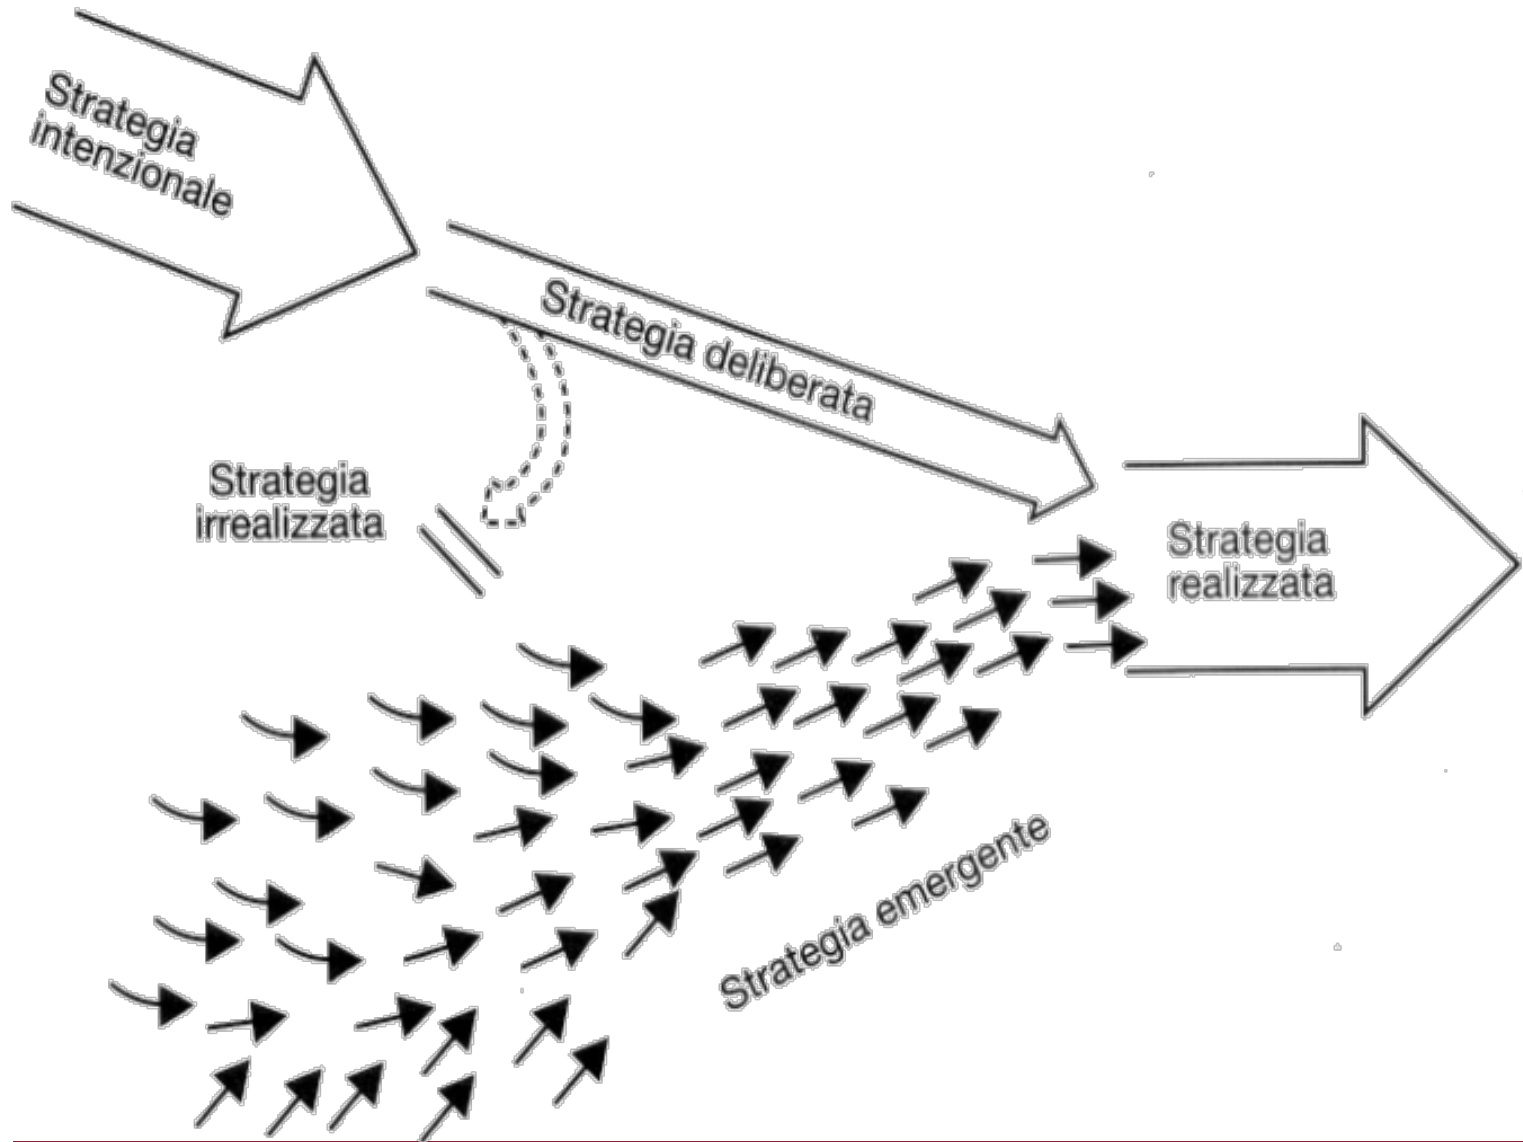 Strategia
intenzionale
Strategia deliberata
Strategia
irrealizzata
Strategia
realizzata
Strategia emergente